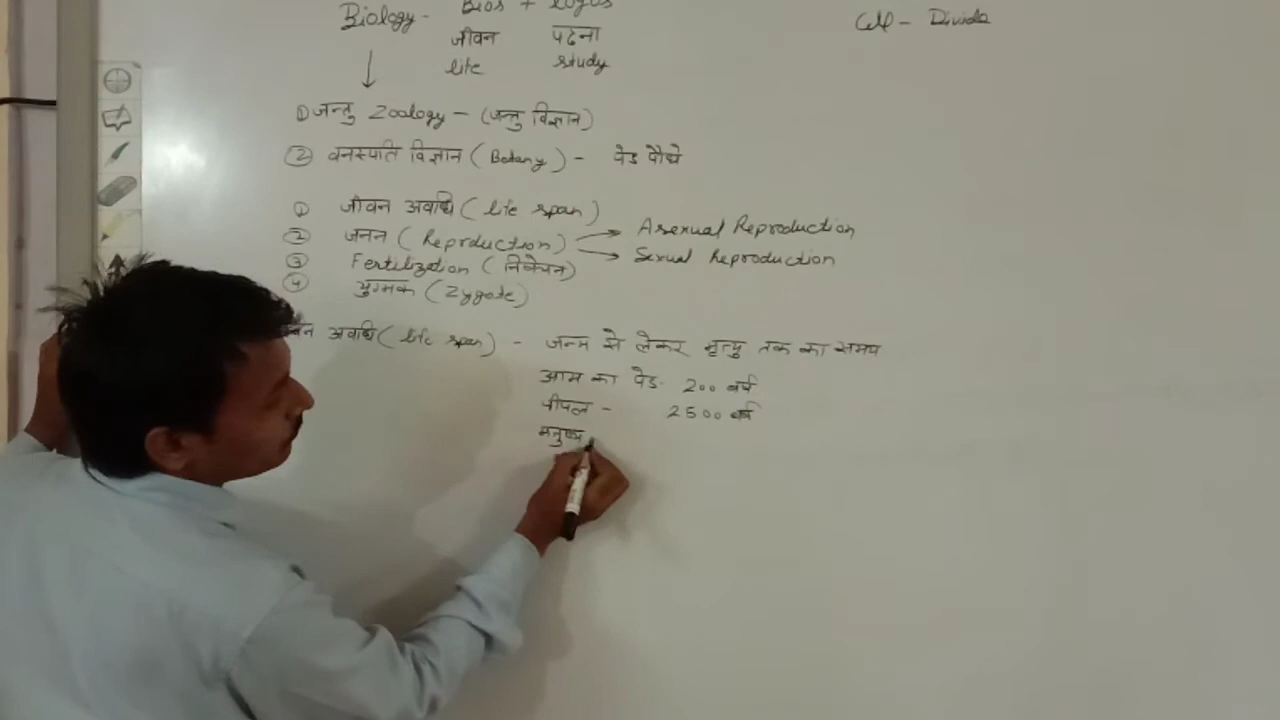 Biology - Bios + logus
Cell - Divide
जीवन पढना
life study
① जन्तु Zoology - (जन्तु विज्ञान)
② वनस्पति विज्ञान (Botany) - पेड पौधे
① जीवन अवधि (life span)
② जनन (Reproduction) Asexual Reproduction
Sexual Reproduction
③ Fertilization (निषेचन)
④ युग्मक (Zygote)
अवधि (life span) - जन्म से लेकर मृत्यु तक का समय
आम का पेड - 200 वर्ष
पीपल - 2500 वर्ष
मनुष्य